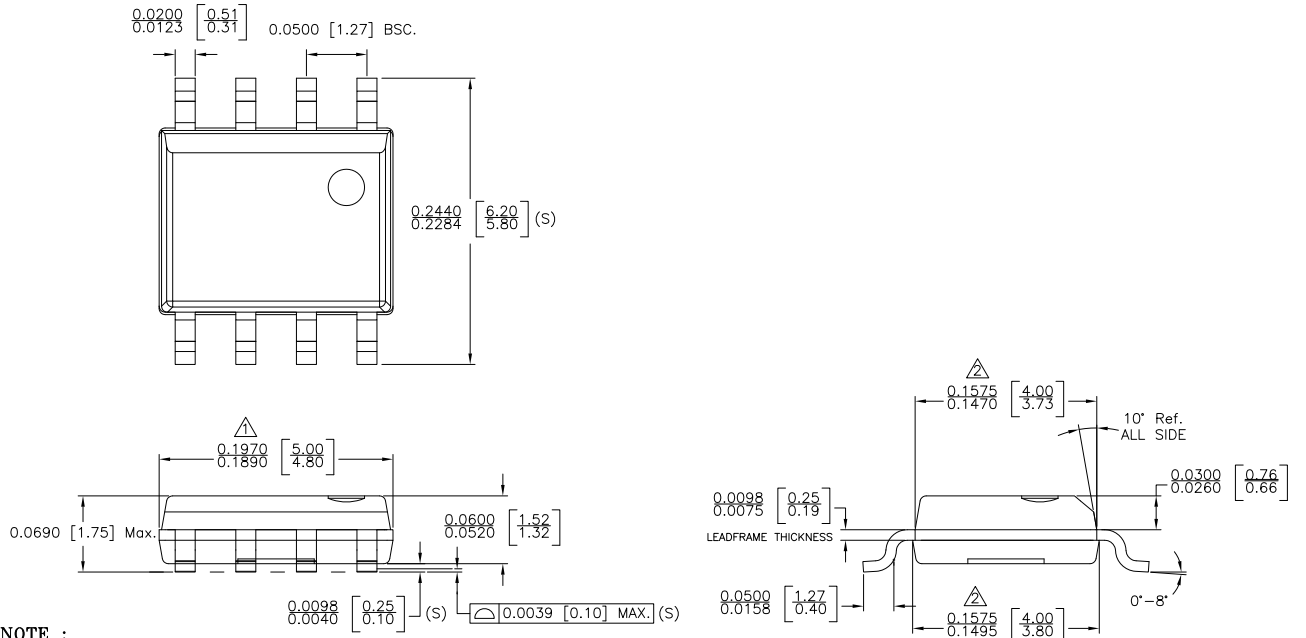 0.0200 [0.51]
0.0123 [0.31]
0.0500 [1.27] BSC.
0.2440 [6.20] (S)
0.2284 [5.80]
1
0.1970 [5.00]
0.1890 [4.80]
0.0690 [1.75] Max.
0.0600 [1.52]
0.0520 [1.32]
0.0098 [0.25] (S)
0.0040 [0.10]
0.0039 [0.10] MAX. (S)
2
0.1575 [4.00]
0.1470 [3.73]
10° Ref.
ALL SIDE
0.0300 [0.76]
0.0260 [0.66]
0.0098 [0.25]
0.0075 [0.19]
LEADFRAME THICKNESS
0.0500 [1.27]
0.0158 [0.40]
2
0.1575 [4.00]
0.1495 [3.80]
0°-8°
NOTE :